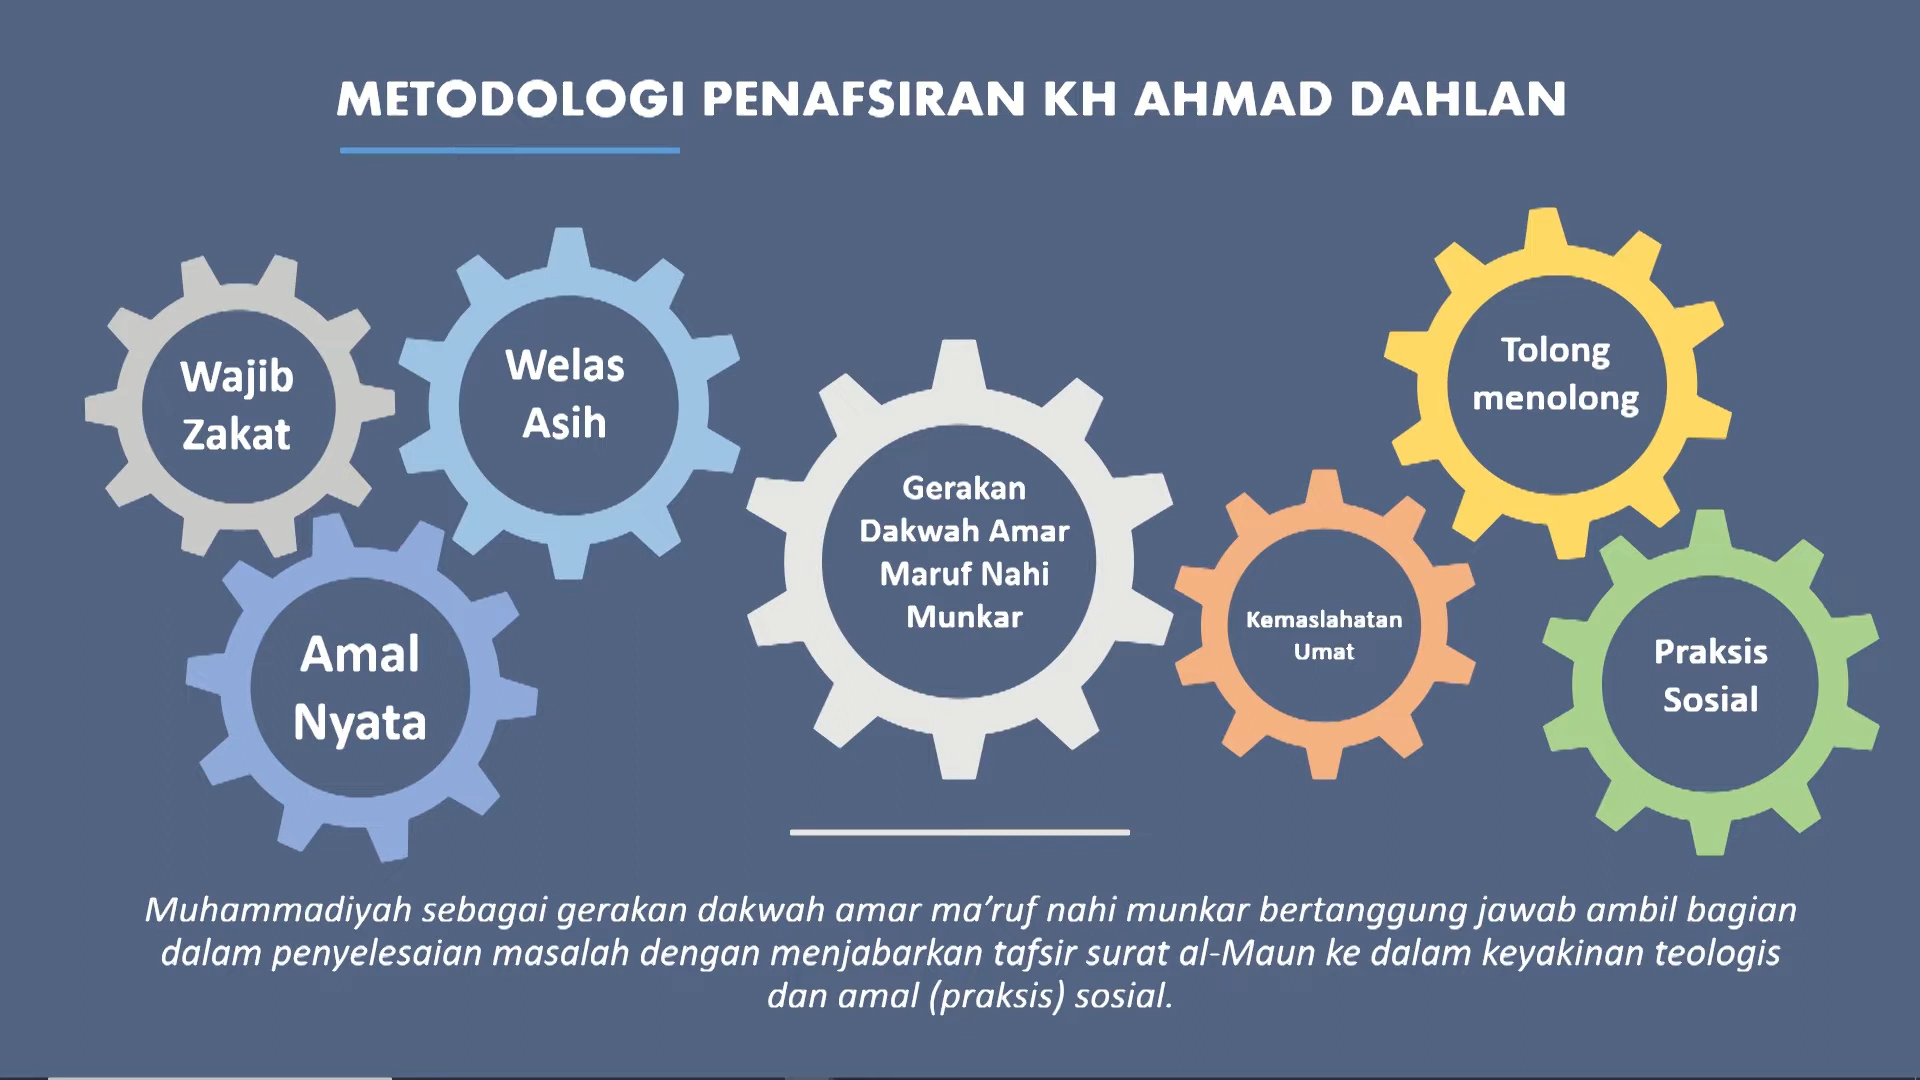 METODOLOGI PENAFSIRAN KH AHMAD DAHLAN
Wajib
Zakat
Welas
Asih
Amal
Nyata
Gerakan
Dakwah Amar
Maruf Nahi
Munkar
Kemaslahatan
Umat
Tolong
menolong
Praksis
Sosial
Muhammadiyah sebagai gerakan dakwah amar ma’ruf nahi munkar bertanggung jawab ambil bagian
dalam penyelesaian masalah dengan menjabarkan tafsir surat al-Maun ke dalam keyakinan teologis
dan amal (praksis) sosial.